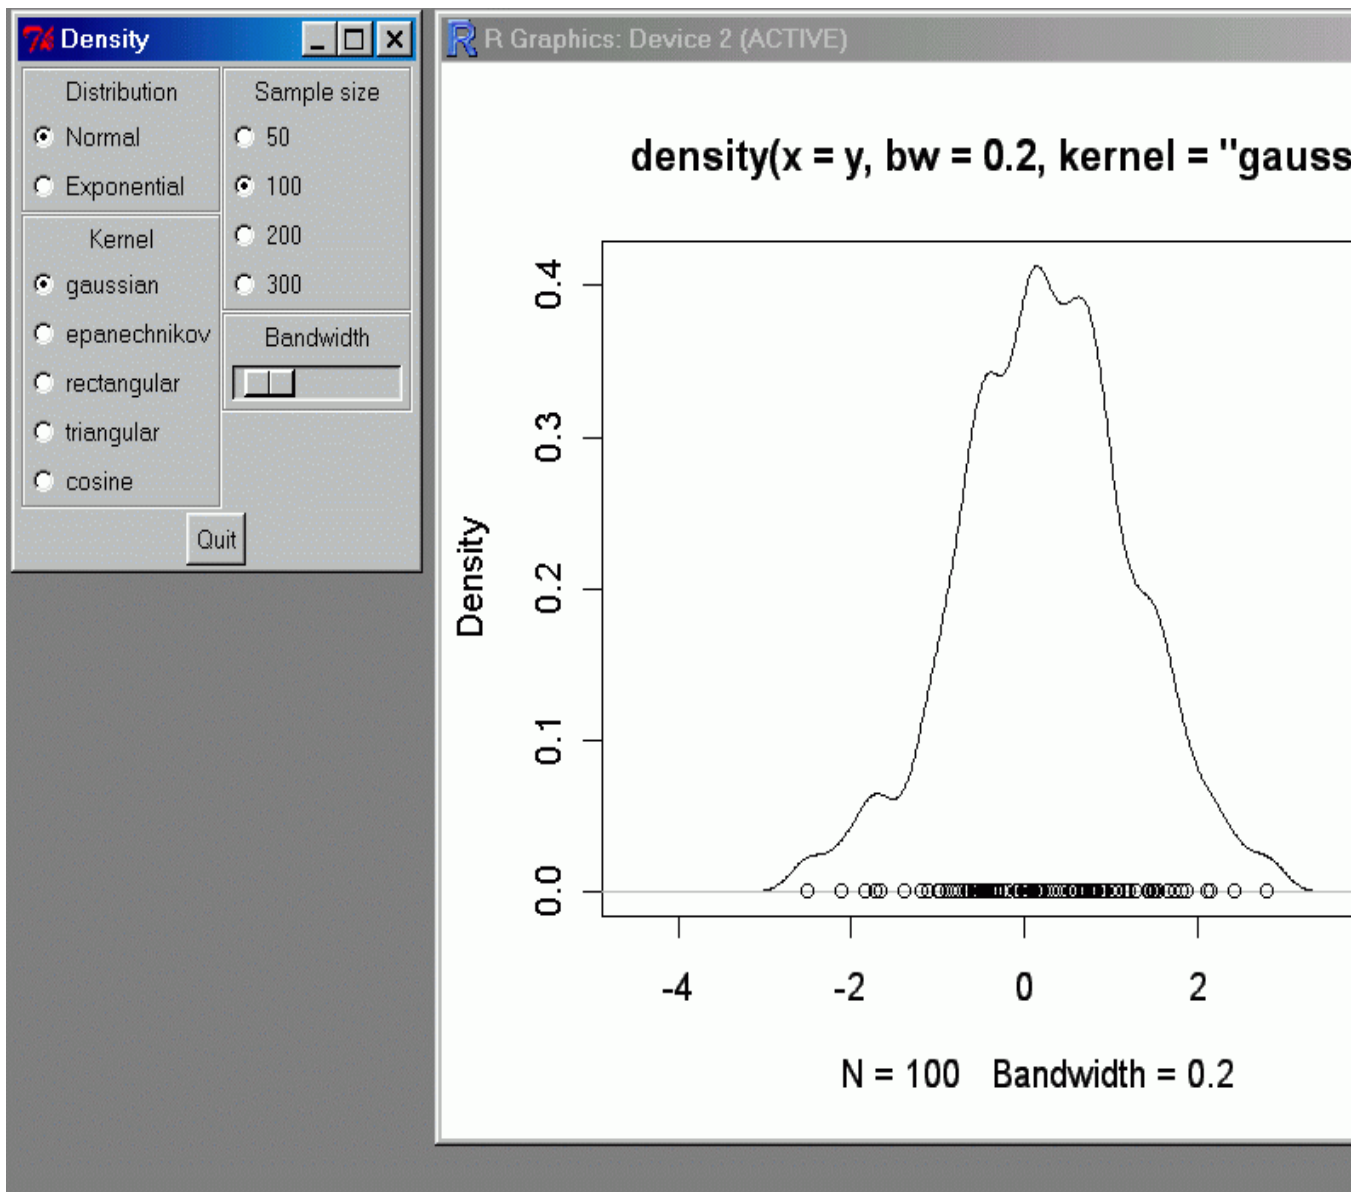 Density
Distribution
Normal
Exponential
Kernel
gaussian
epanechnikov
rectangular
triangular
cosine
Sample size
50
100
200
300
Bandwidth
Quit
R Graphics: Device 2 (ACTIVE)
density(x = y, bw = 0.2, kernel = "gauss
0.4
0.3
0.2
0.1
0.0
Density
-4 -2 0 2
N = 100 Bandwidth = 0.2